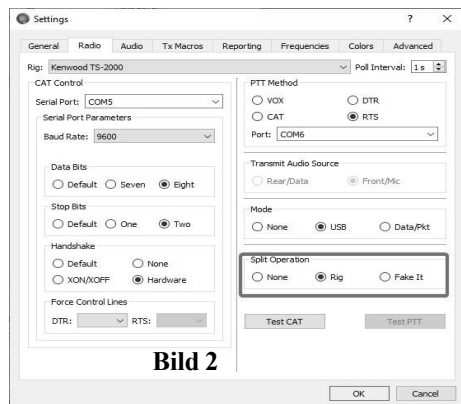 Settings ? ×
General Radio Audio Tx Macros Reporting Frequencies Colors Advanced
Rig: Kenwood TS-2000 Poll Interval: 1 s
CAT Control
Serial Port: COM5
Serial Port Parameters
Baud Rate: 9600
Data Bits
Default Seven Eight
Stop Bits
Default One Two
Handshake
Default None
XON/XOFF Hardware
Force Control Lines
DTR: RTS:
PTT Method
VOX DTR
CAT RTS
Port: COM6
Transmit Audio Source
Rear/Data Front/Mic
Mode
None USB Data/Pkt
Split Operation
None Rig Fake It
Test CAT Test PTT
Bild 2
OK Cancel